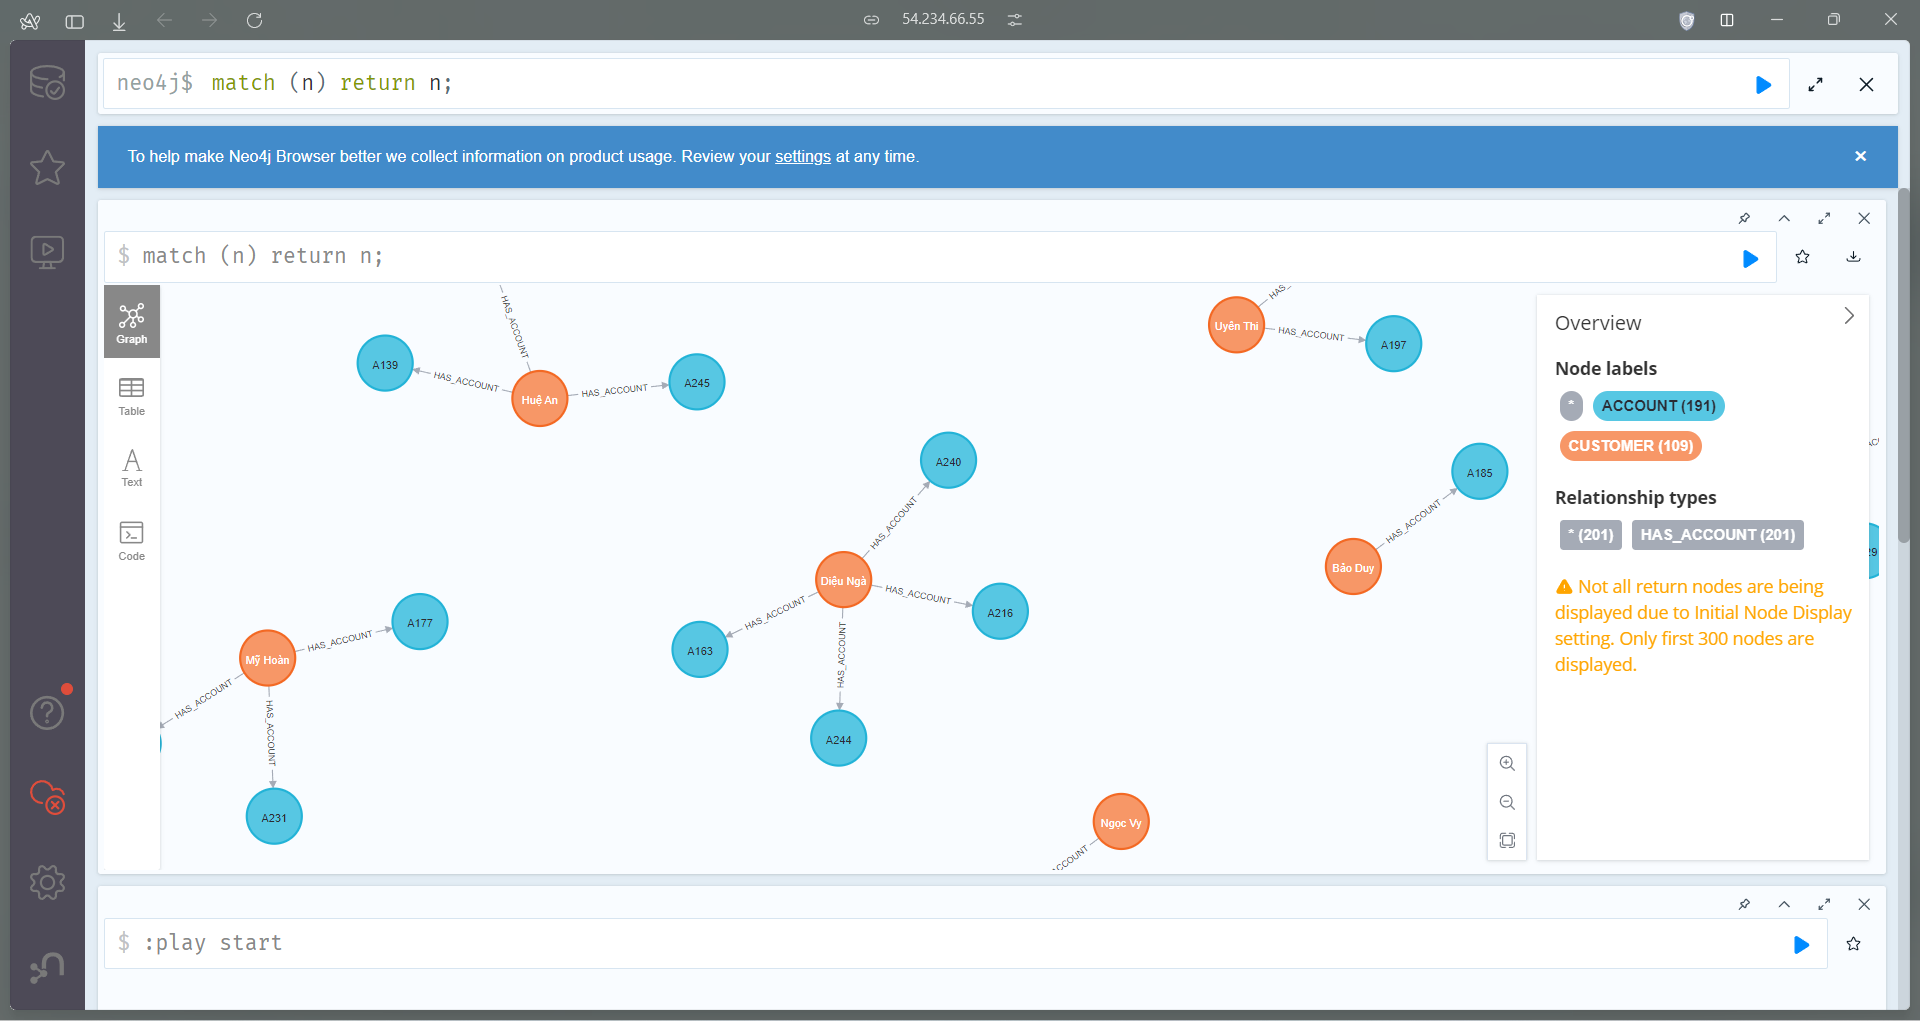 54.234.66.55
neo4j$ match (n) return n;
To help make Neo4j Browser better we collect information on product usage. Review your settings at any time.
$ match (n) return n;
Graph
Table
Text
Code
HAS_ACCOUNT
A139
HAS_ACCOUNT
Huệ An
HAS_ACCOUNT
A245
HAS_
Uyên Thi
HAS_ACCOUNT
A197
A240
HAS_ACCOUNT
Diệu Ngà
HAS_ACCOUNT
A216
HAS_ACCOUNT
A163
HAS_ACCOUNT
A244
A185
HAS_ACCOUNT
Bảo Duy
A177
HAS_ACCOUNT
Mỹ Hoàn
HAS_ACCOUNT
HAS_ACCOUNT
A231
Ngọc Vy
CCOUNT
Overview
Node labels
*
ACCOUNT (191)
CUSTOMER (109)
Relationship types
* (201) HAS_ACCOUNT (201)
Not all return nodes are being
displayed due to Initial Node Display
setting. Only first 300 nodes are
displayed.
$ :play start